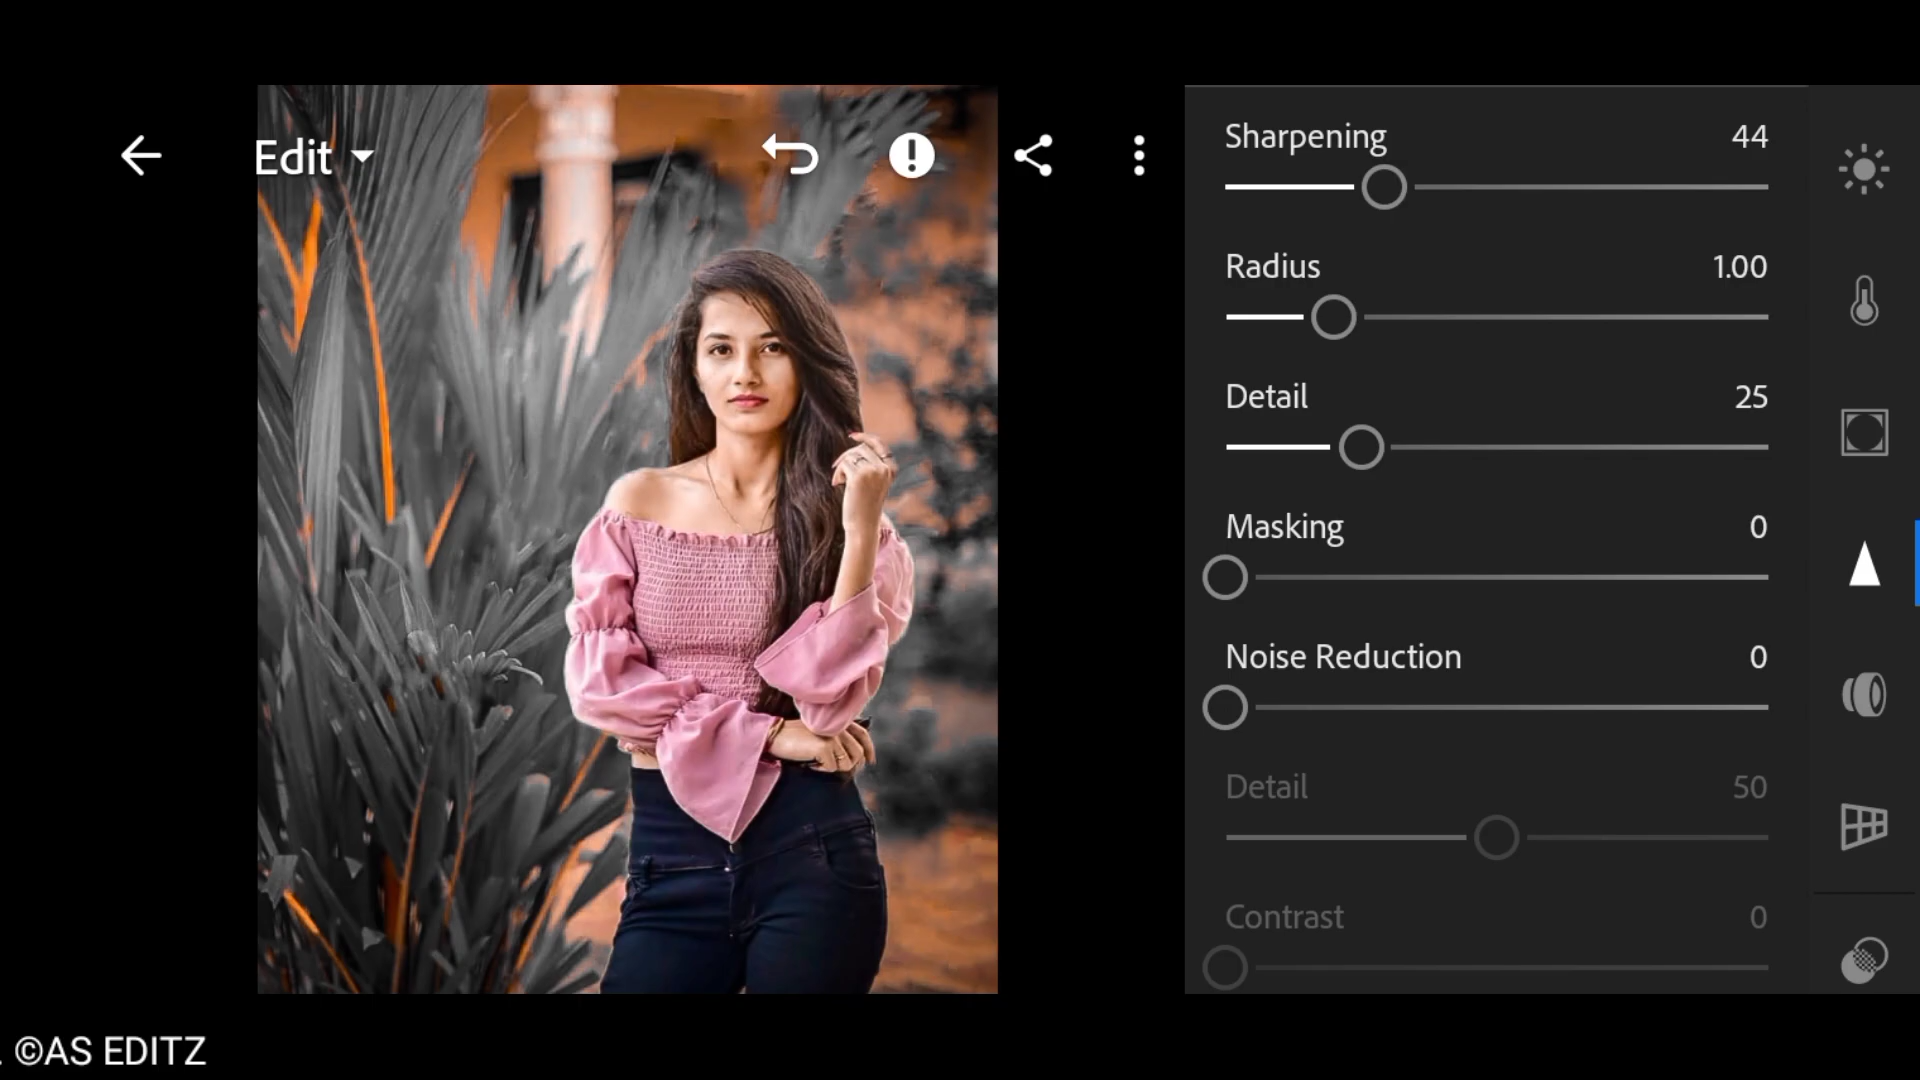 Edit
Sharpening 44
Radius 1.00
Detail 25
Masking 0
Noise Reduction 0
Detail 50
Contrast 0
. ©AS EDITZ